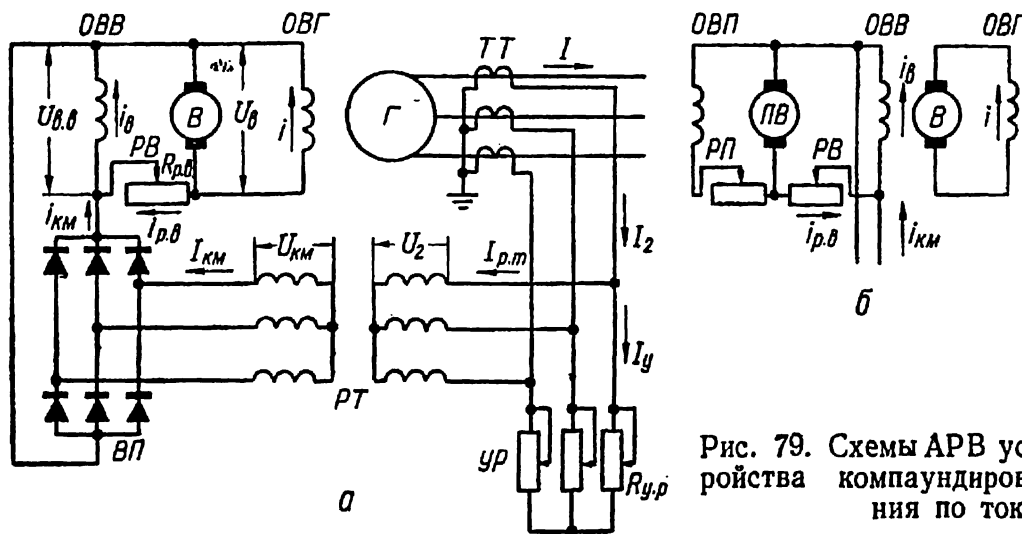 ОВВ
ОВГ
ТТ
I
ОВП
ОВВ
ОВГ
Uв.в
iв
В
Uв
i
Г
ПВ
iв
В
i
РВ
Rр.в
РП
РВ
iкм
iр.в
Iкм
Uкм
U2
Iр.т
I2
iр.в
iкм
б
Iу
РТ
ВП
УР
Rу.р
а
Рис. 79. Схемы АРВ ус
ройства компаундиров
ния по ток